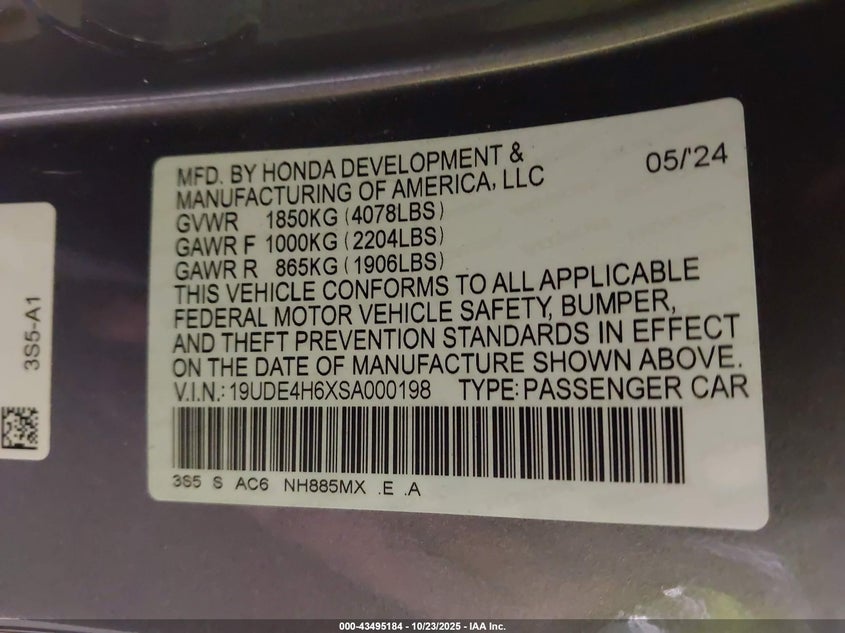 MFD. BY HONDA DEVELOPMENT & 05/'24
MANUFACTURING OF AMERICA, LLC
GVWR 1850KG (4078LBS)
GAWR F 1000KG (2204LBS)
GAWR R 865KG (1906LBS)
THIS VEHICLE CONFORMS TO ALL APPLICABLE
FEDERAL MOTOR VEHICLE SAFETY, BUMPER,
AND THEFT PREVENTION STANDARDS IN EFFECT
ON THE DATE OF MANUFACTURE SHOWN ABOVE.
V.I.N.: 19UDE4H6XSA000198 TYPE: PASSENGER CAR
3S5 S AC6 NH885MX .E .A
3S5-A1
000-43495184 - 10/23/2025 - IAA Inc.